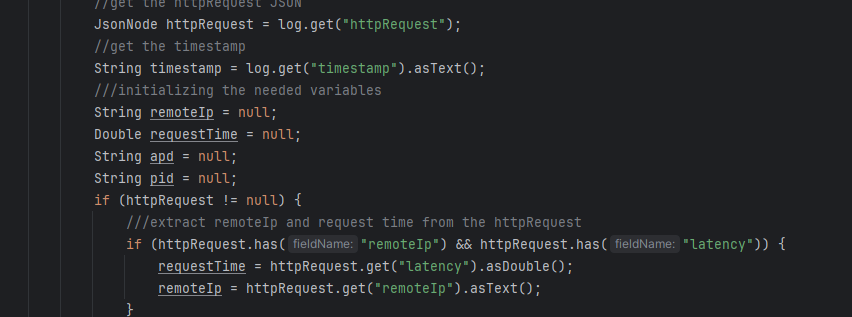 //get the httpRequest JSON
JsonNode httpRequest = log.get("httpRequest");
//get the timestamp
String timestamp = log.get("timestamp").asText();
///initializing the needed variables
String remoteIp = null;
Double requestTime = null;
String apd = null;
String pid = null;
if (httpRequest != null) {
///extract remoteIp and request time from the httpRequest
if (httpRequest.has( fieldName: "remoteIp") && httpRequest.has( fieldName: "latency")) {
requestTime = httpRequest.get("latency").asDouble();
remoteIp = httpRequest.get("remoteIp").asText();
}